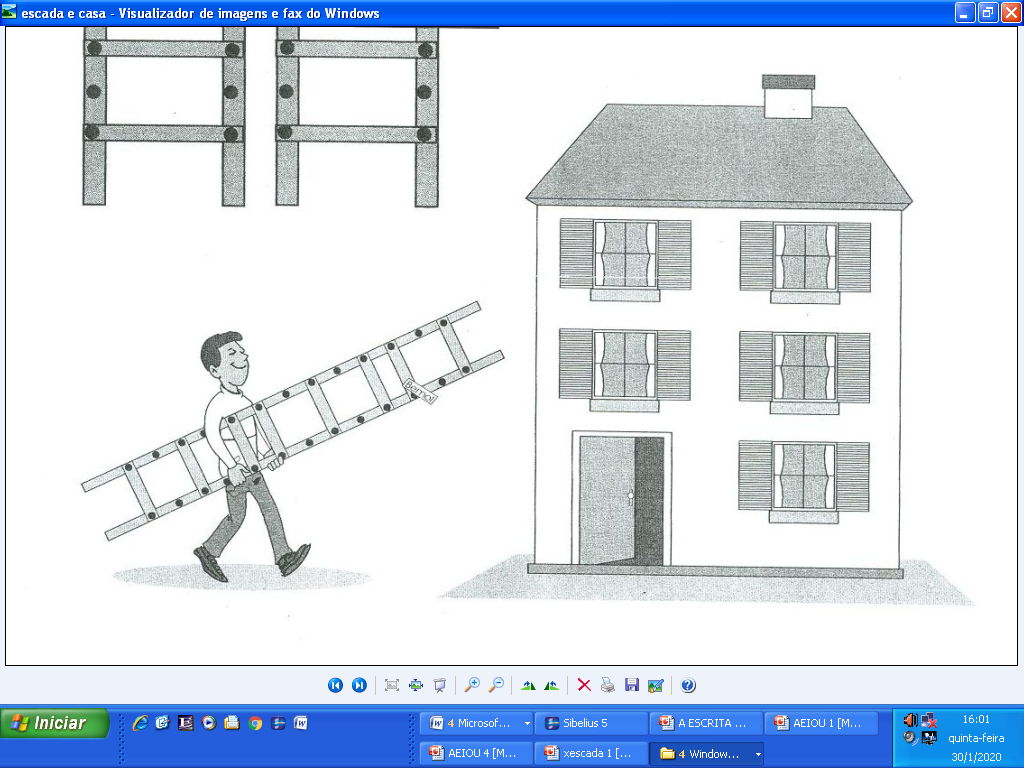 escada e casa - Visualizador de imagens e fax do Windows
Iniciar
4 Microsof...
Sibelius 5
A ESCRITA ...
AEIOU 1 [M...
AEIOU 4 [M...
xescada 1 [...
4 Window...
16:01
quinta-feira
30/1/2020